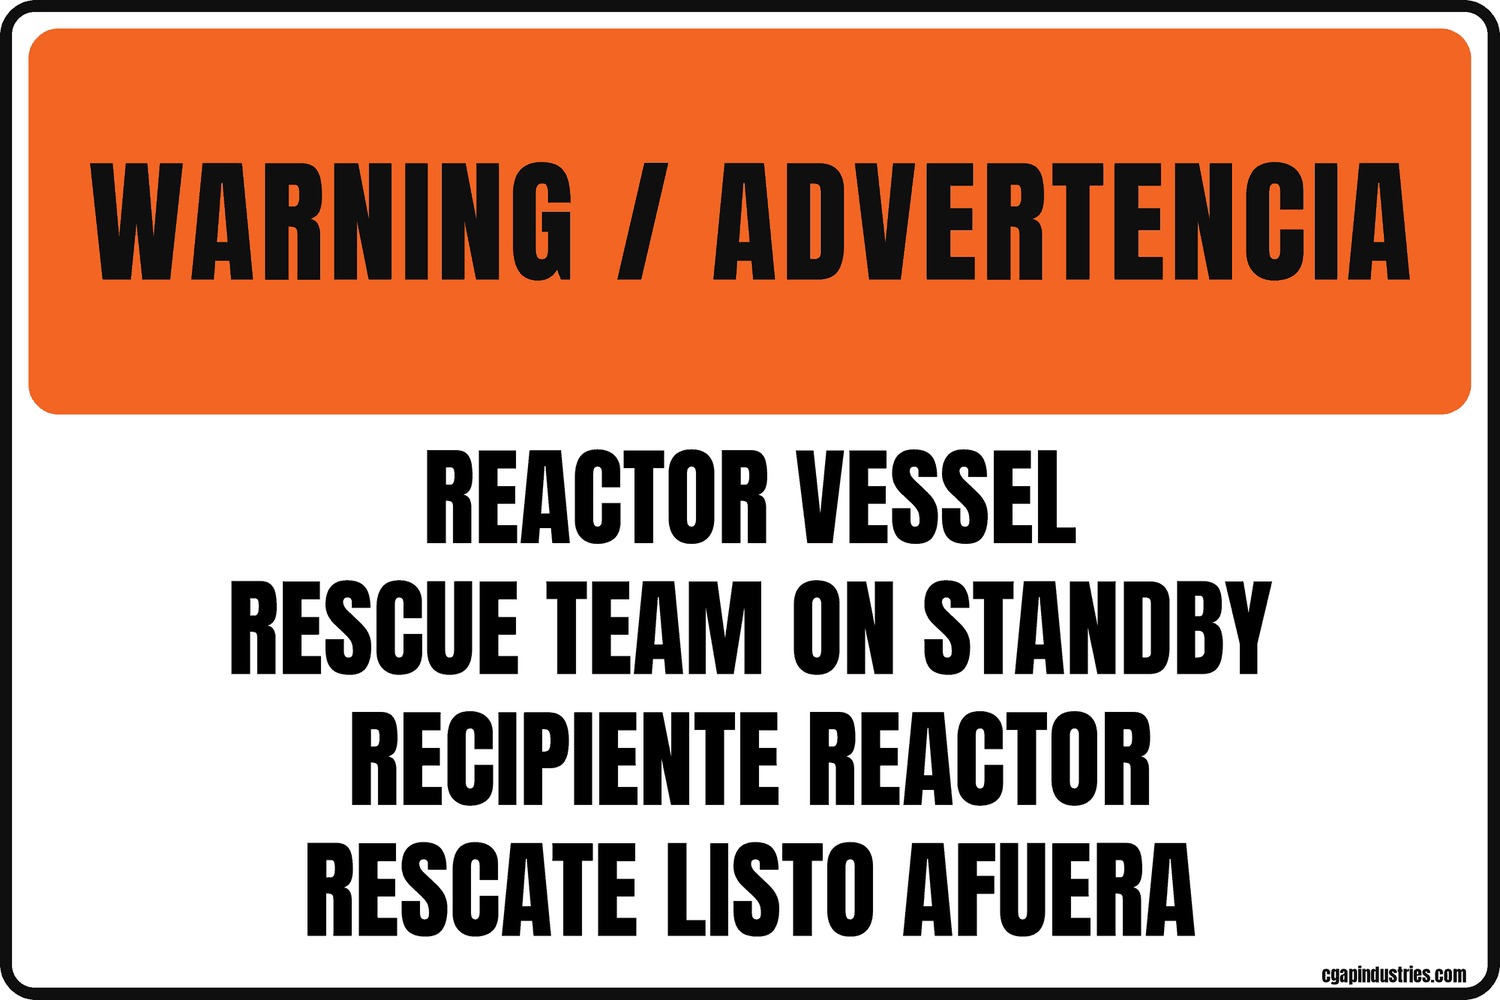 WARNING / ADVERTENCIA
REACTOR VESSEL
RESCUE TEAM ON STANDBY
RECIPIENTE REACTOR
RESCATE LISTO AFUERA
cgapindustries.com